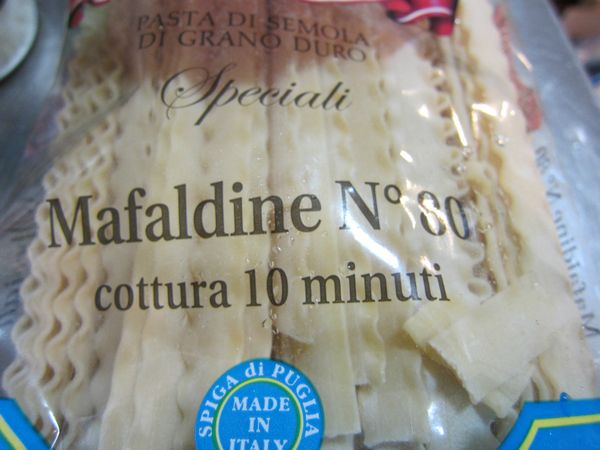 PASTA DI SEMOLA
DI GRANO DURO
Speciali
Mafaldine N° 80
cottura 10 minuti
SPIGA di PUGLIA
MADE
IN
ITALY